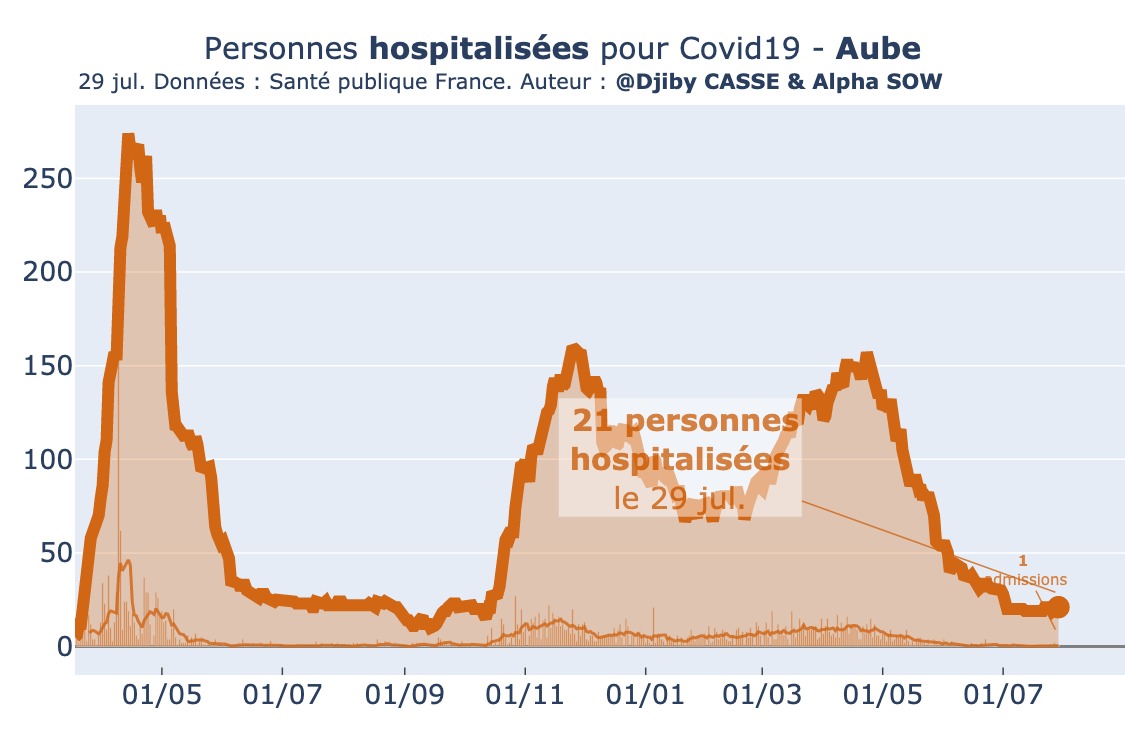 Personnes hospitalisées pour Covid19 - Aube
29 jul. Données : Santé publique France. Auteur : @Djiby CASSE & Alpha SOW
250
200
150
100
50
0
21 personnes
hospitalisées
le 29 jul.
1
admissions
01/05 01/07 01/09 01/11 01/01 01/03 01/05 01/07